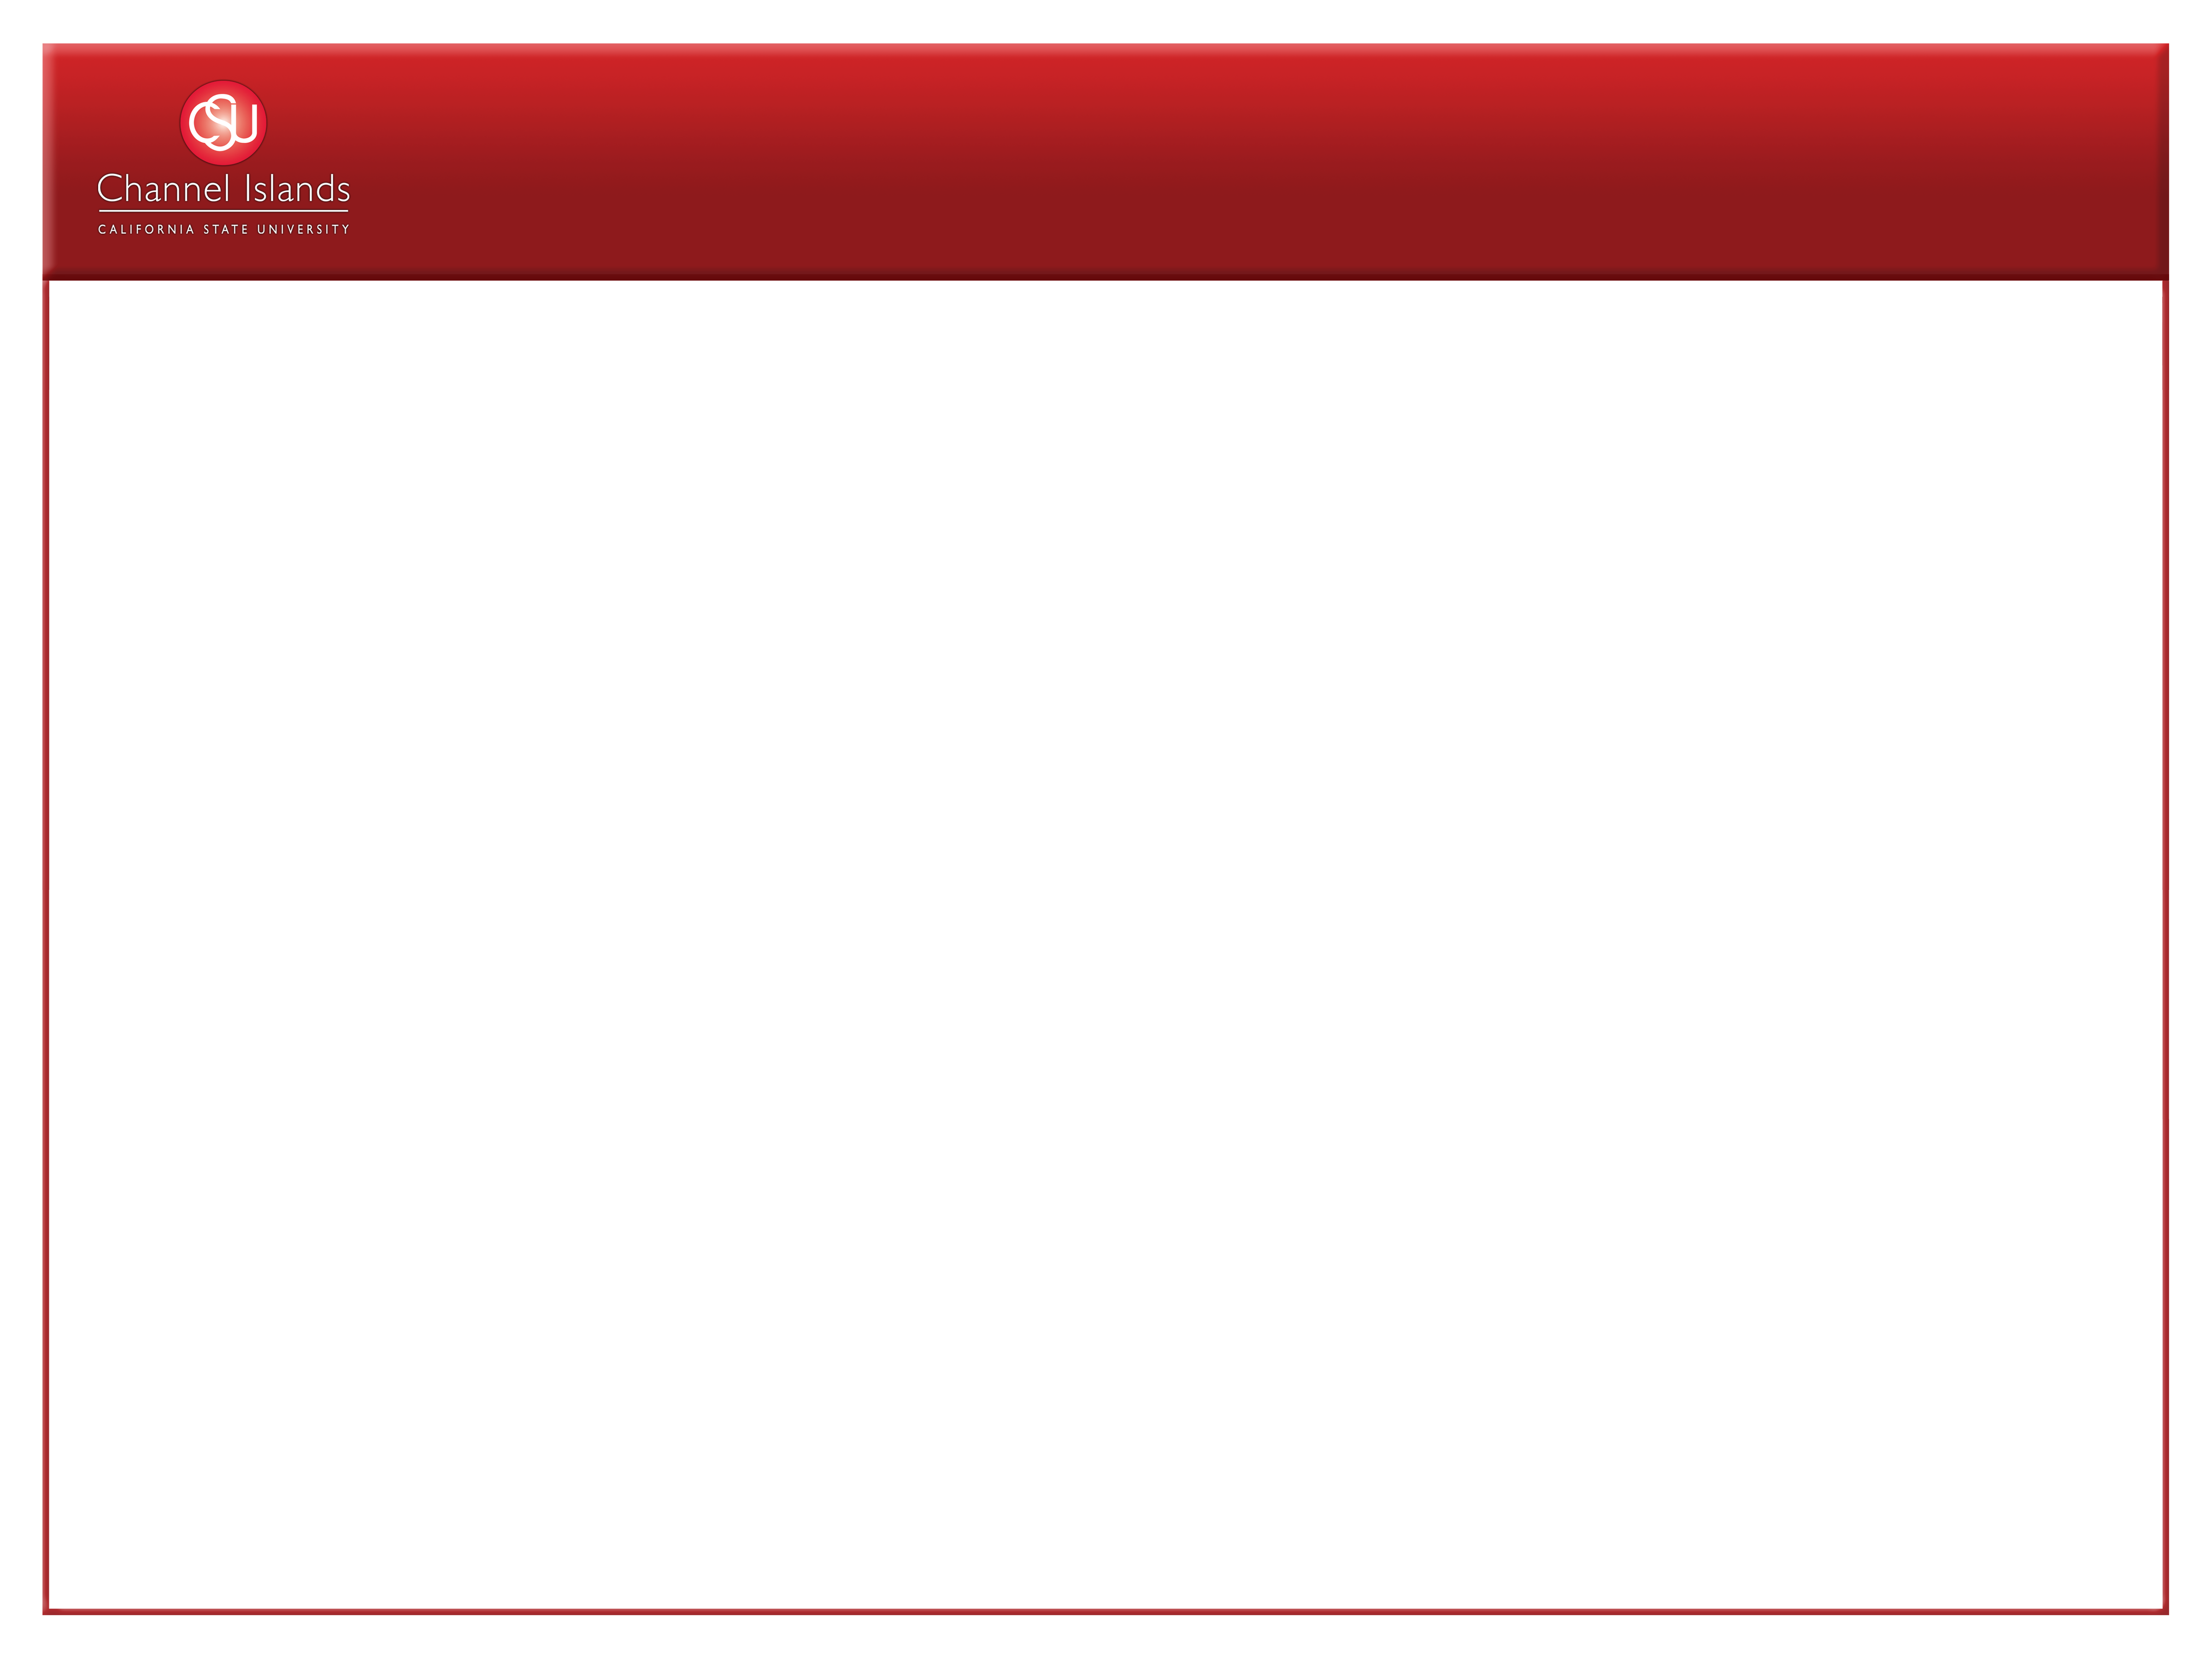 CSU
Channel Islands
CALIFORNIA STATE UNIVERSITY